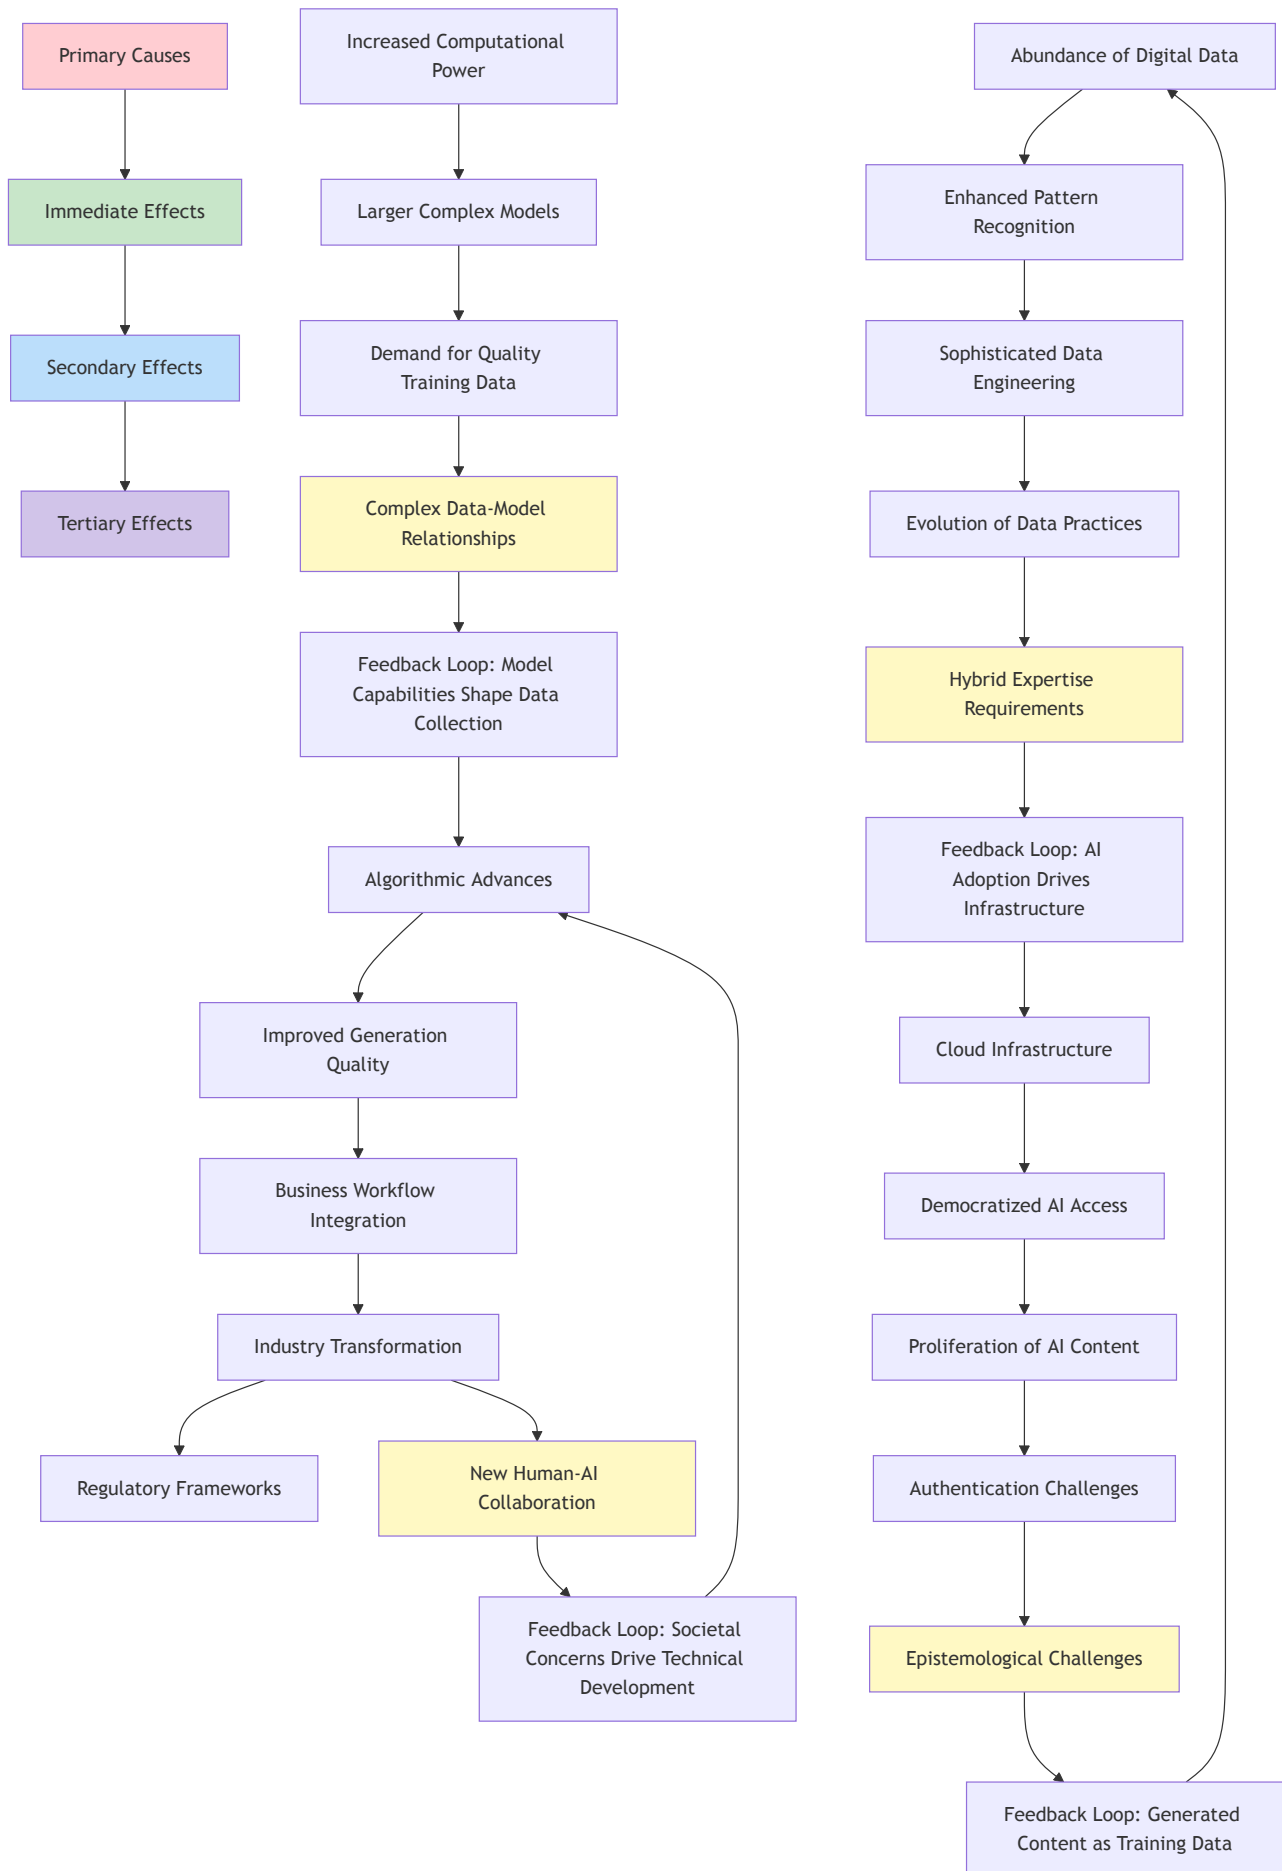 Primary Causes
Immediate Effects
Secondary Effects
Tertiary Effects
Increased Computational
Power
Larger Complex Models
Demand for Quality
Training Data
Complex Data-Model
Relationships
Feedback Loop: Model
Capabilities Shape Data
Collection
Algorithmic Advances
Improved Generation
Quality
Business Workflow
Integration
Industry Transformation
Regulatory Frameworks
New Human-AI
Collaboration
Feedback Loop: Societal
Concerns Drive Technical
Development
Abundance of Digital Data
Enhanced Pattern
Recognition
Sophisticated Data
Engineering
Evolution of Data Practices
Hybrid Expertise
Requirements
Feedback Loop: AI
Adoption Drives
Infrastructure
Cloud Infrastructure
Democratized AI Access
Proliferation of AI Content
Authentication Challenges
Epistemological Challenges
Feedback Loop: Generated
Content as Training Data